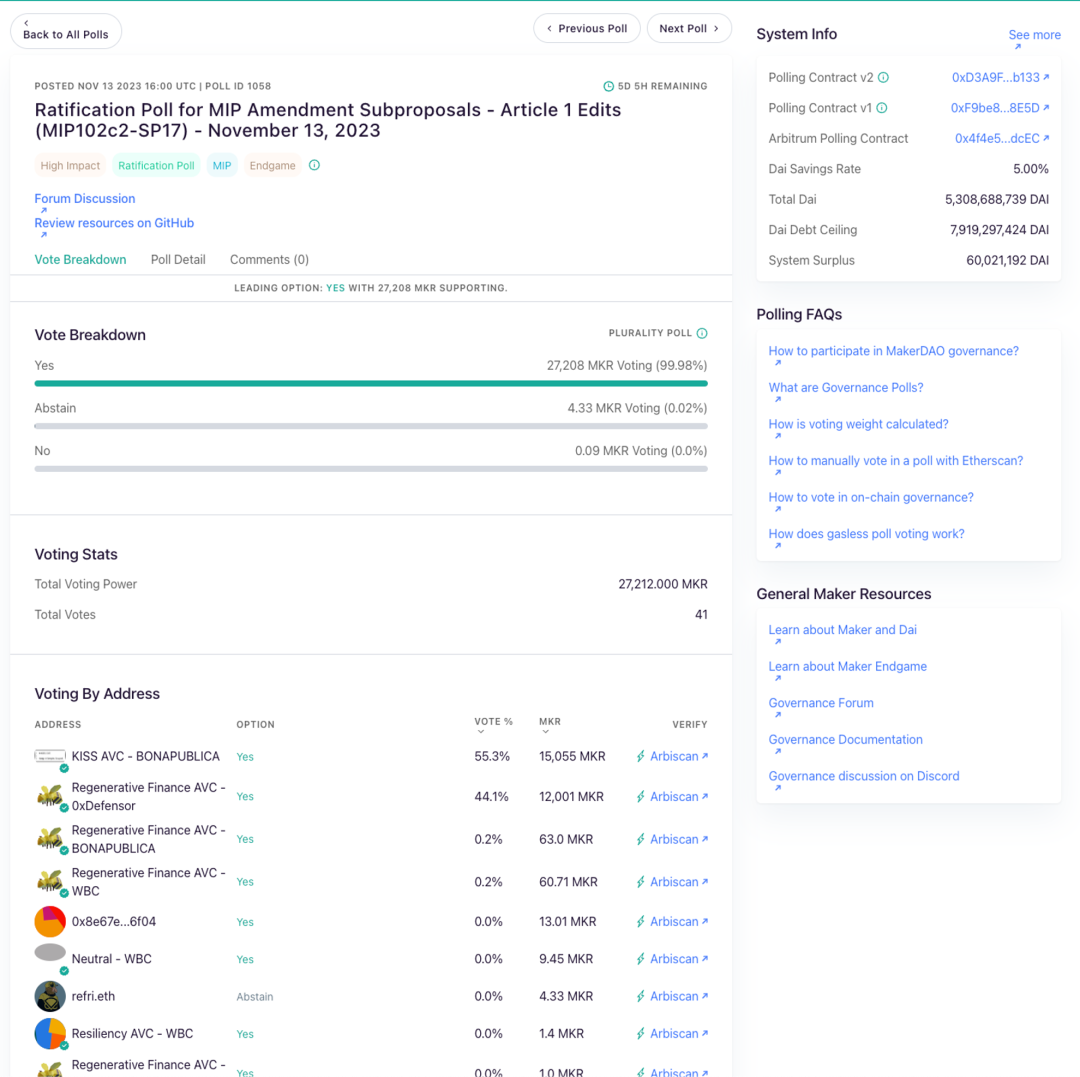 Back to All Polls
Previous Poll
Next Poll
POSTED NOV 13 2023 16:00 UTC | POLL ID 1058
5D 5H REMAINING
Ratification Poll for MIP Amendment Subproposals - Article 1 Edits
(MIP102c2-SP17) - November 13, 2023
High Impact
Ratification Poll
MIP
Endgame
Forum Discussion
Review resources on GitHub
Vote Breakdown
Poll Detail
Comments (0)
LEADING OPTION: YES WITH 27,208 MKR SUPPORTING.
Vote Breakdown
PLURALITY POLL
Yes
27,208 MKR Voting (99.98%)
Abstain
4.33 MKR Voting (0.02%)
No
0.09 MKR Voting (0.0%)
Voting Stats
Total Voting Power
27,212.000 MKR
Total Votes
41
Voting By Address
ADDRESS OPTION VOTE % MKR VERIFY
KISS AVC - BONAPUBLICA Yes 55.3% 15,055 MKR Arbiscan
Regenerative Finance AVC -
0xDefensor Yes 44.1% 12,001 MKR Arbiscan
Regenerative Finance AVC -
BONAPUBLICA Yes 0.2% 63.0 MKR Arbiscan
Regenerative Finance AVC -
WBC Yes 0.2% 60.71 MKR Arbiscan
0x8e67e...6f04 Yes 0.0% 13.01 MKR Arbiscan
Neutral - WBC Yes 0.0% 9.45 MKR Arbiscan
refri.eth Abstain 0.0% 4.33 MKR Arbiscan
Resiliency AVC - WBC Yes 0.0% 1.4 MKR Arbiscan
Regenerative Finance AVC -
Yes 0.0% 1.0 MKR Arbiscan
System Info
See more
Polling Contract v2 0xD3A9F...b133
Polling Contract v1 0xF9be8...8E5D
Arbitrum Polling Contract 0x4f4e5...dcEC
Dai Savings Rate 5.00%
Total Dai 5,308,688,739 DAI
Dai Debt Ceiling 7,919,297,424 DAI
System Surplus 60,021,192 DAI
Polling FAQs
How to participate in MakerDAO governance?
What are Governance Polls?
How is voting weight calculated?
How to manually vote in a poll with Etherscan?
How to vote in on-chain governance?
How does gasless poll voting work?
General Maker Resources
Learn about Maker and Dai
Learn about Maker Endgame
Governance Forum
Governance Documentation
Governance discussion on Discord